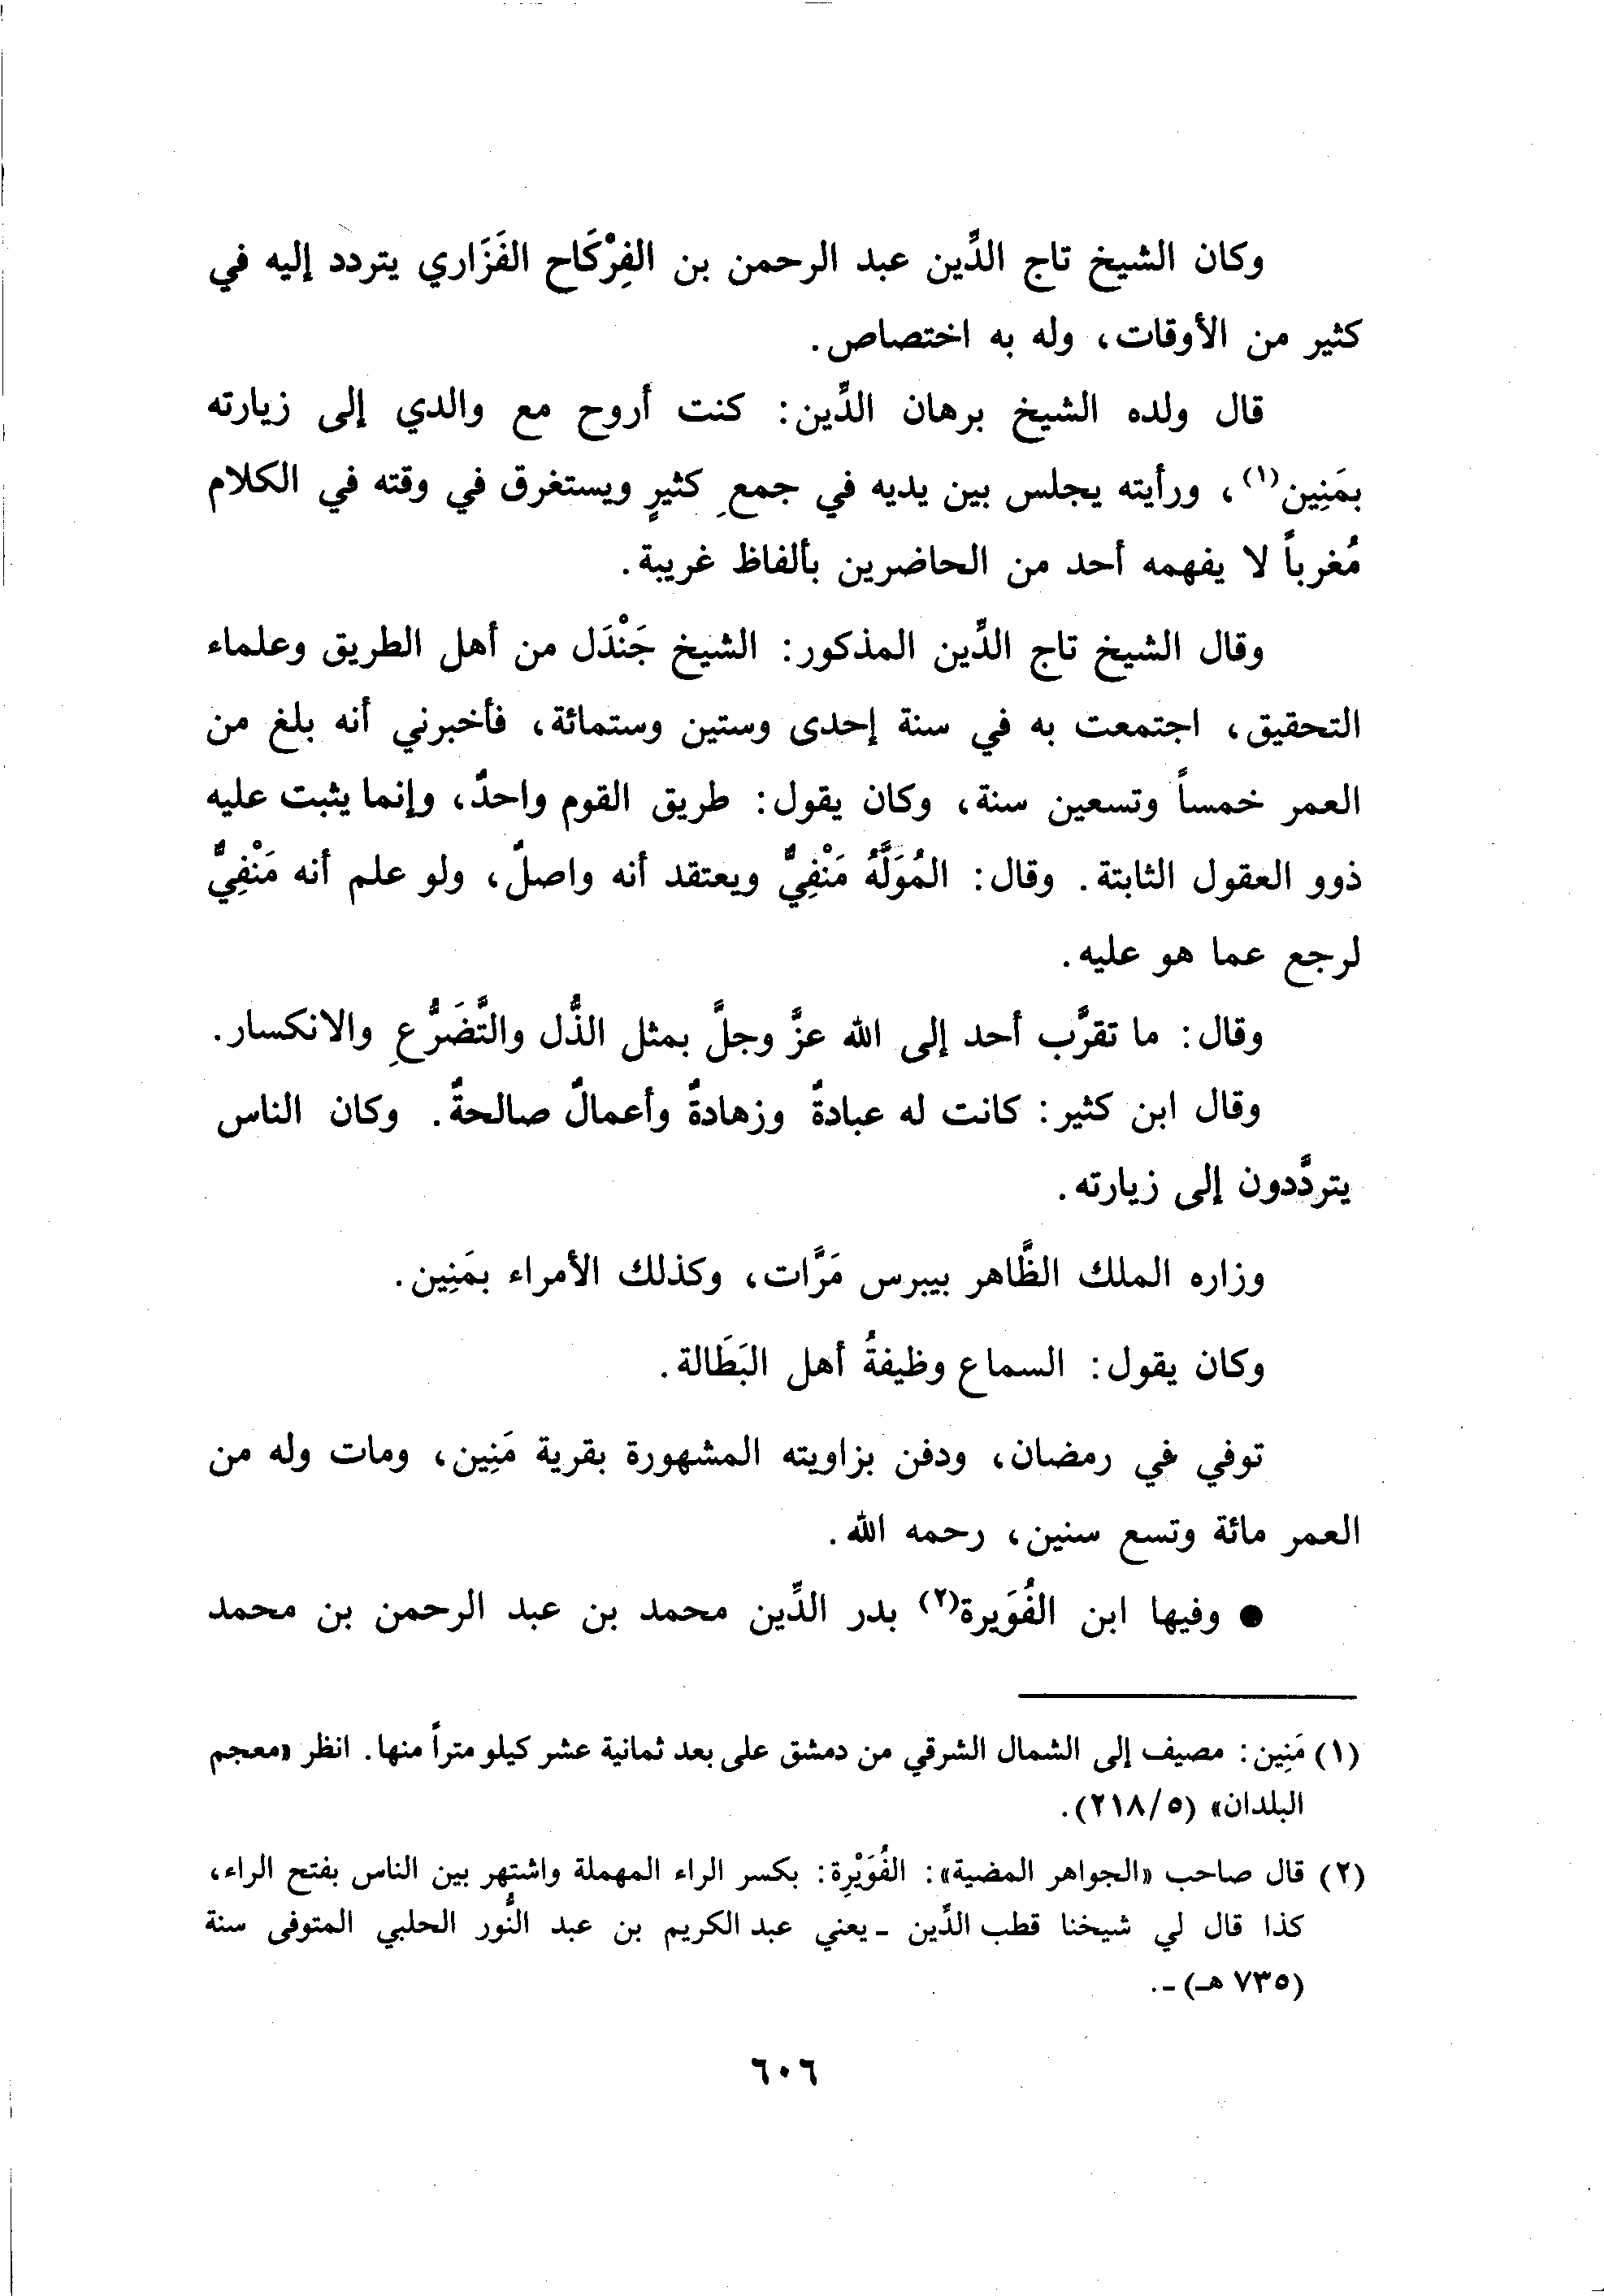 وكان الشيخ تاج الدِّين عبد الرحمن بن الفِرْكَاح الفَزَاري يتردد إليه في
كثير من الأوقات، وله به اختصاص.
قال ولده الشيخ برهان الدِّين: كنت أروح مع والدي إلى زيارته
بمَنِين(١)، ورأيته يجلس بين يديه في جمعٍ كثيرٍ ويستغرق في وقته في الكلام
مُغرباً لا يفهمه أحد من الحاضرين بألفاظ غريبة.
وقال الشيخ تاج الدِّين المذكور: الشيخ جَنْدَل من أهل الطريق وعلماء
التحقيق، اجتمعت به في سنة إحدى وستين وستمائة، فأخبرني أنه بلغ من
العمر خمساً وتسعين سنة، وكان يقول: طريق القوم واحدٌ، وإنما يثبت عليه
ذوو العقول الثابتة. وقال: المُوَلَّهُ مَنْفِيٌّ ويعتقد أنه واصلٌ، ولو علم أنه مَنْفِيٌّ
لرجع عما هو عليه.
وقال: ما تقرَّب أحد إلى الله عزَّ وجلَّ بمثل الذُّل والتَّضَرُّعِ والانكسار.
وقال ابن كثير: كانت له عبادةٌ وزهادةٌ وأعمالٌ صالحةٌ. وكان الناس
يتردَّدون إلى زيارته.
وزاره الملك الظَّاهر بيبرس مَرَّات، وكذلك الأمراء بمَنِين.
وكان يقول: السماع وظيفةُ أهل البَطَالة.
توفي في رمضان، ودفن بزاويته المشهورة بقرية مَنِين، ومات وله من
العمر مائة وتسع سنين، رحمه الله.
● وفيها ابن الفُوَيرة(٢) بدر الدِّين محمد بن عبد الرحمن بن محمد
(١) مَنِين: مصيف إلى الشمال الشرقي من دمشق على بعد ثمانية عشر كيلو متراً منها. انظر «معجم
البلدان» (٢١٨/٥).
(٢) قال صاحب «الجواهر المضية»: الفُوَيْرِة: بكسر الراء المهملة واشتهر بين الناس بفتح الراء،
كذا قال لي شيخنا قطب الدِّين ـ يعني عبد الكريم بن عبد النُّور الحلبي المتوفى سنة
(٧٣٥ هـ) ـ.
٦٠٦